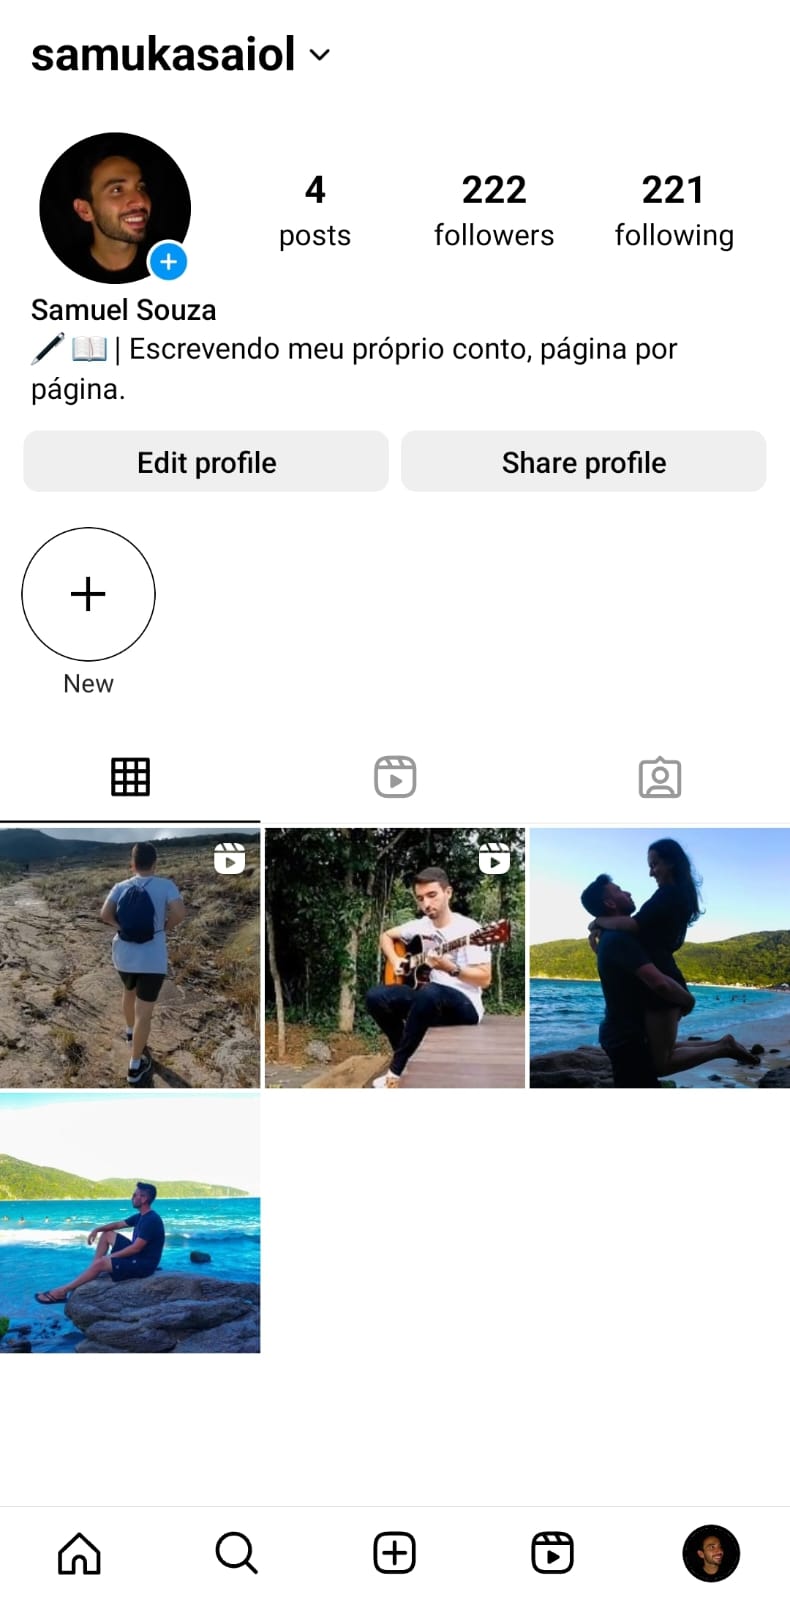 samukasaiol
4 222 221
posts followers following
Samuel Souza
| Escrevendo meu próprio conto, página por
página.
Edit profile Share profile
New